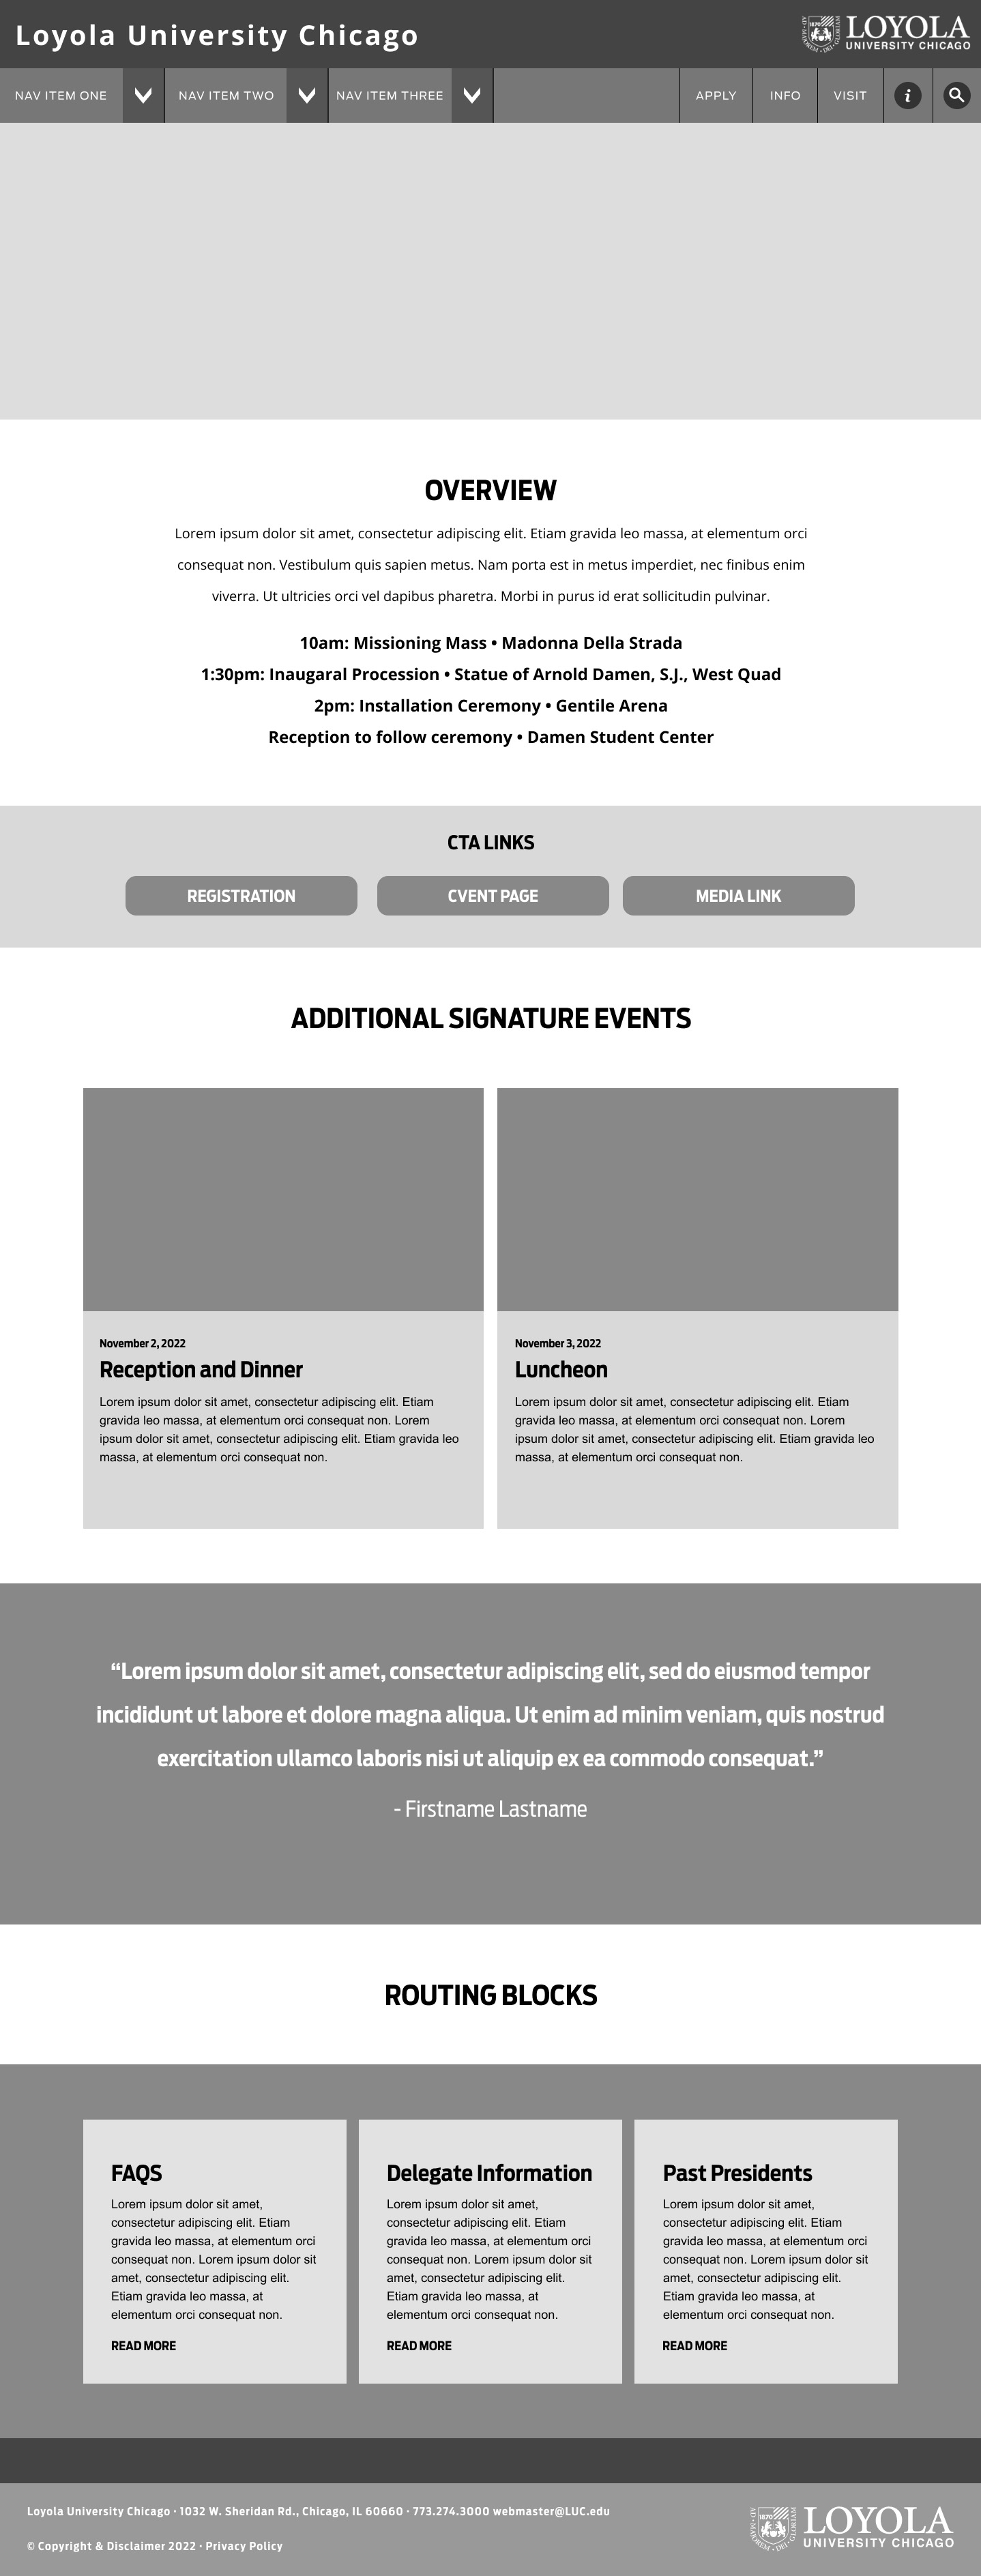 Loyola University Chicago
AD·MAJOREM·DEI·GLORIAM
1870
LOYOLA
UNIVERSITY CHICAGO
NAV ITEM ONE
NAV ITEM TWO
NAV ITEM THREE
APPLY
INFO
VISIT
i
OVERVIEW
Lorem ipsum dolor sit amet, consectetur adipiscing elit. Etiam gravida leo massa, at elementum orci
consequat non. Vestibulum quis sapien metus. Nam porta est in metus imperdiet, nec finibus enim
viverra. Ut ultricies orci vel dapibus pharetra. Morbi in purus id erat sollicitudin pulvinar.
10am: Missioning Mass • Madonna Della Strada
1:30pm: Inaugaral Procession • Statue of Arnold Damen, S.J., West Quad
2pm: Installation Ceremony • Gentile Arena
Reception to follow ceremony • Damen Student Center
CTA LINKS
REGISTRATION
CVENT PAGE
MEDIA LINK
ADDITIONAL SIGNATURE EVENTS
November 2, 2022
Reception and Dinner
Lorem ipsum dolor sit amet, consectetur adipiscing elit. Etiam
gravida leo massa, at elementum orci consequat non. Lorem
ipsum dolor sit amet, consectetur adipiscing elit. Etiam gravida leo
massa, at elementum orci consequat non.
November 3, 2022
Luncheon
Lorem ipsum dolor sit amet, consectetur adipiscing elit. Etiam
gravida leo massa, at elementum orci consequat non. Lorem
ipsum dolor sit amet, consectetur adipiscing elit. Etiam gravida leo
massa, at elementum orci consequat non.
“Lorem ipsum dolor sit amet, consectetur adipiscing elit, sed do eiusmod tempor
incididunt ut labore et dolore magna aliqua. Ut enim ad minim veniam, quis nostrud
exercitation ullamco laboris nisi ut aliquip ex ea commodo consequat.”
- Firstname Lastname
ROUTING BLOCKS
FAQS
Lorem ipsum dolor sit amet,
consectetur adipiscing elit. Etiam
gravida leo massa, at elementum orci
consequat non. Lorem ipsum dolor sit
amet, consectetur adipiscing elit.
Etiam gravida leo massa, at
elementum orci consequat non.
READ MORE
Delegate Information
Lorem ipsum dolor sit amet,
consectetur adipiscing elit. Etiam
gravida leo massa, at elementum orci
consequat non. Lorem ipsum dolor sit
amet, consectetur adipiscing elit.
Etiam gravida leo massa, at
elementum orci consequat non.
READ MORE
Past Presidents
Lorem ipsum dolor sit amet,
consectetur adipiscing elit. Etiam
gravida leo massa, at elementum orci
consequat non. Lorem ipsum dolor sit
amet, consectetur adipiscing elit.
Etiam gravida leo massa, at
elementum orci consequat non.
READ MORE
Loyola University Chicago · 1032 W. Sheridan Rd., Chicago, IL 60660 · 773.274.3000 webmaster@LUC.edu
© Copyright & Disclaimer 2022 · Privacy Policy
AD·MAJOREM·DEI·GLORIAM
1870
LOYOLA
UNIVERSITY CHICAGO